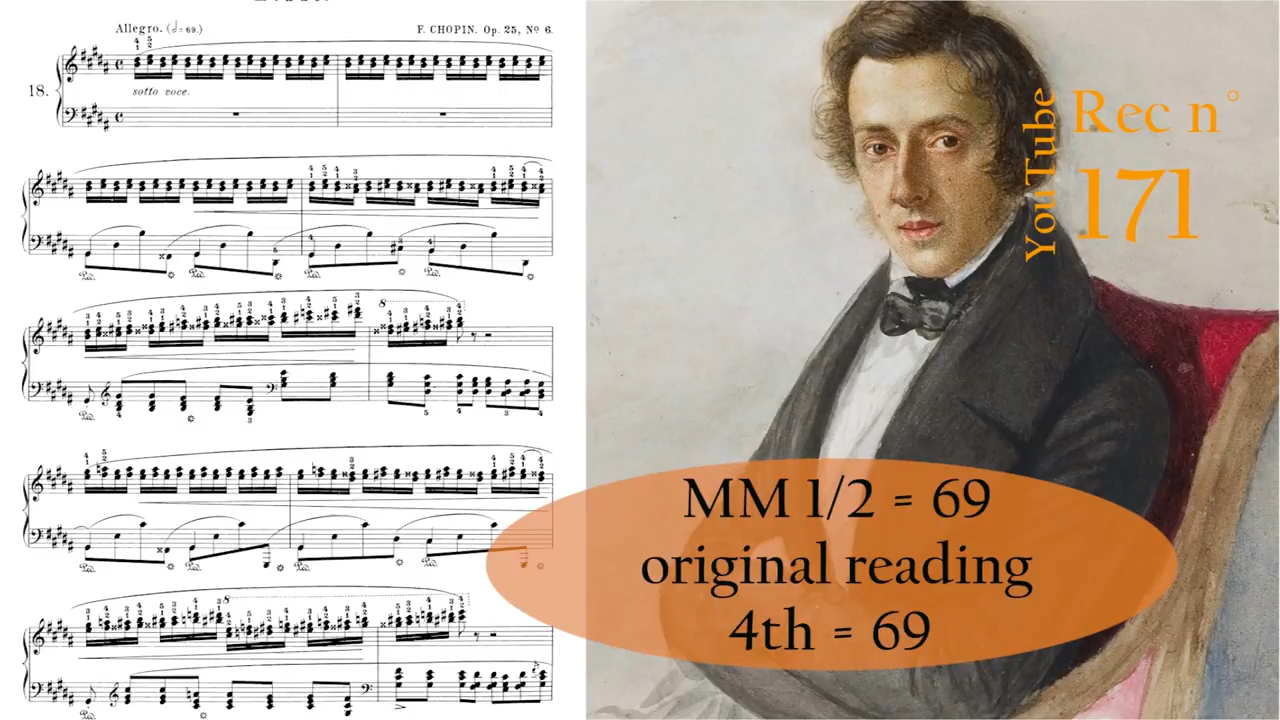 Allegro. (𝅗𝅥 = 69.)
F. CHOPIN. Op. 25, Nº 6.
18.
sotto voce.
YouTube
Rec n°
171
MM 1/2 = 69
original reading
4th = 69